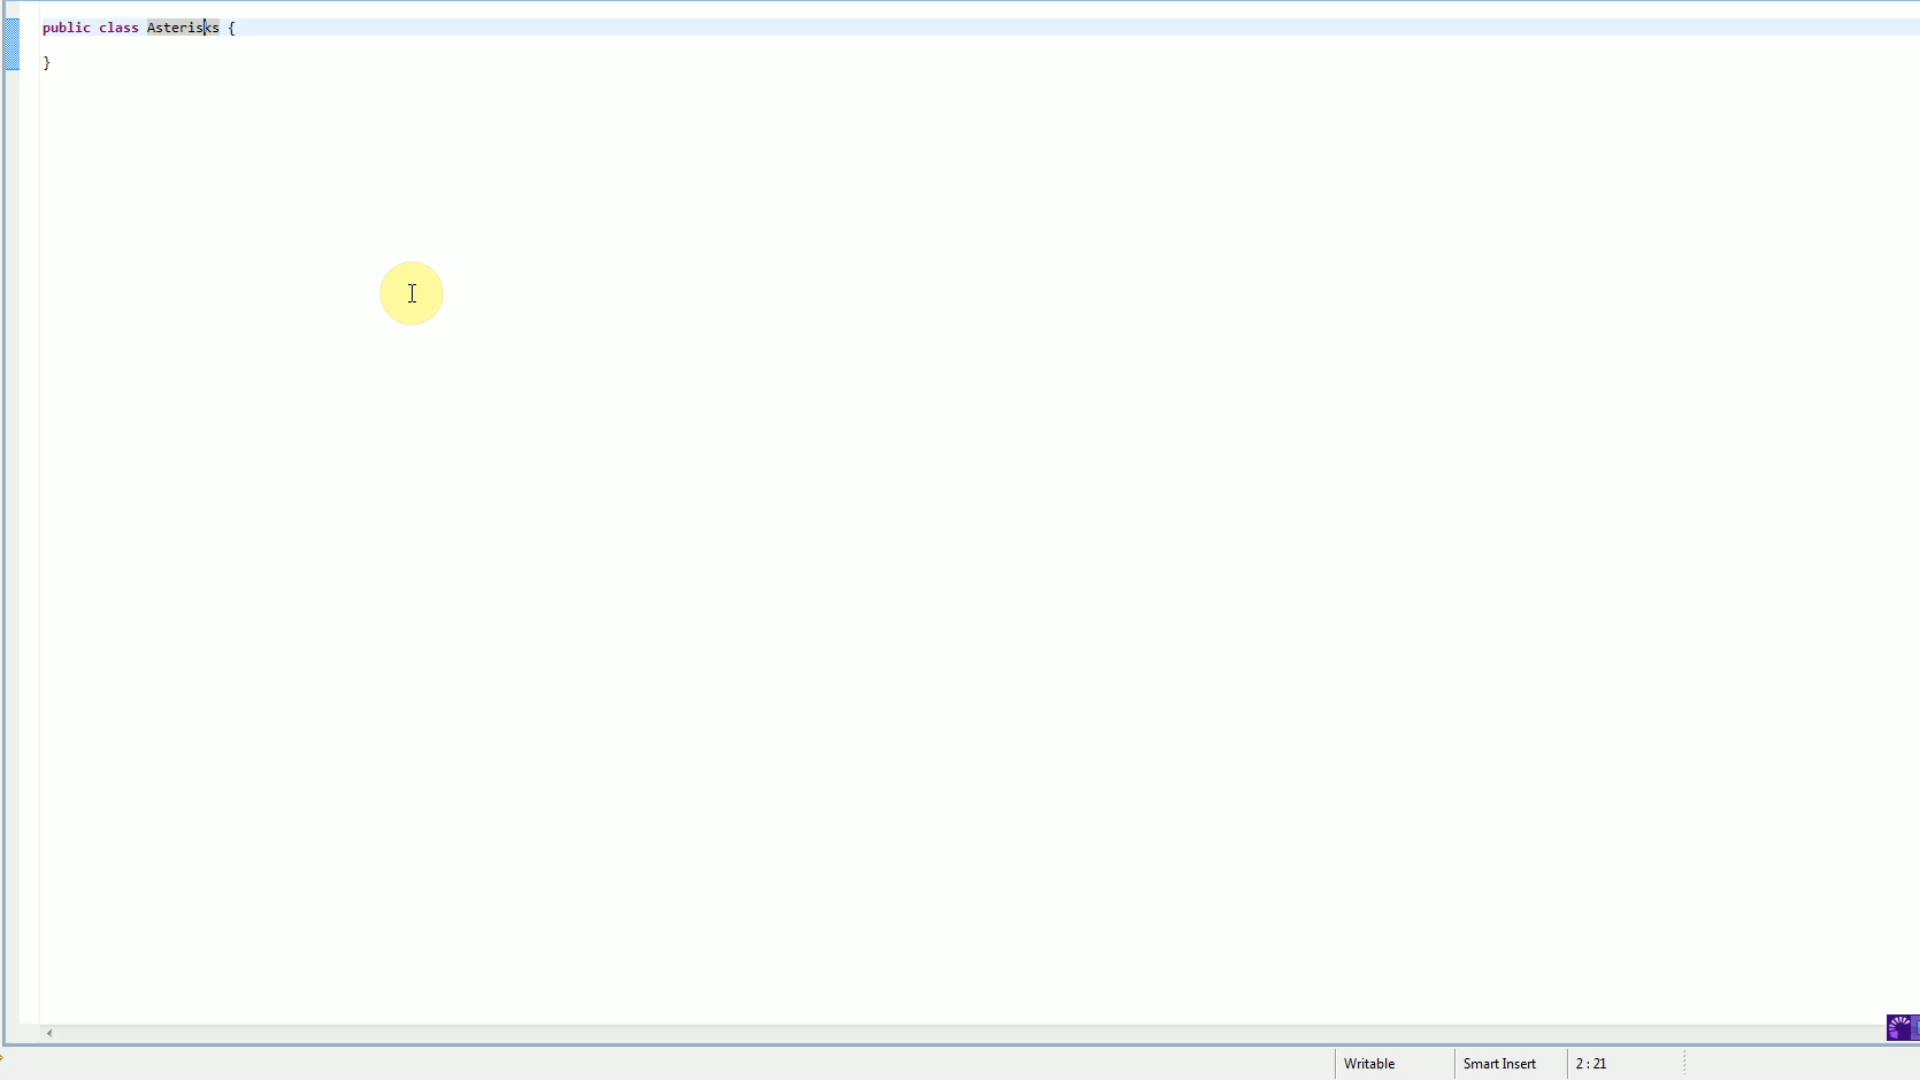 public class Asterisks {
}
Writable Smart Insert 2 : 21